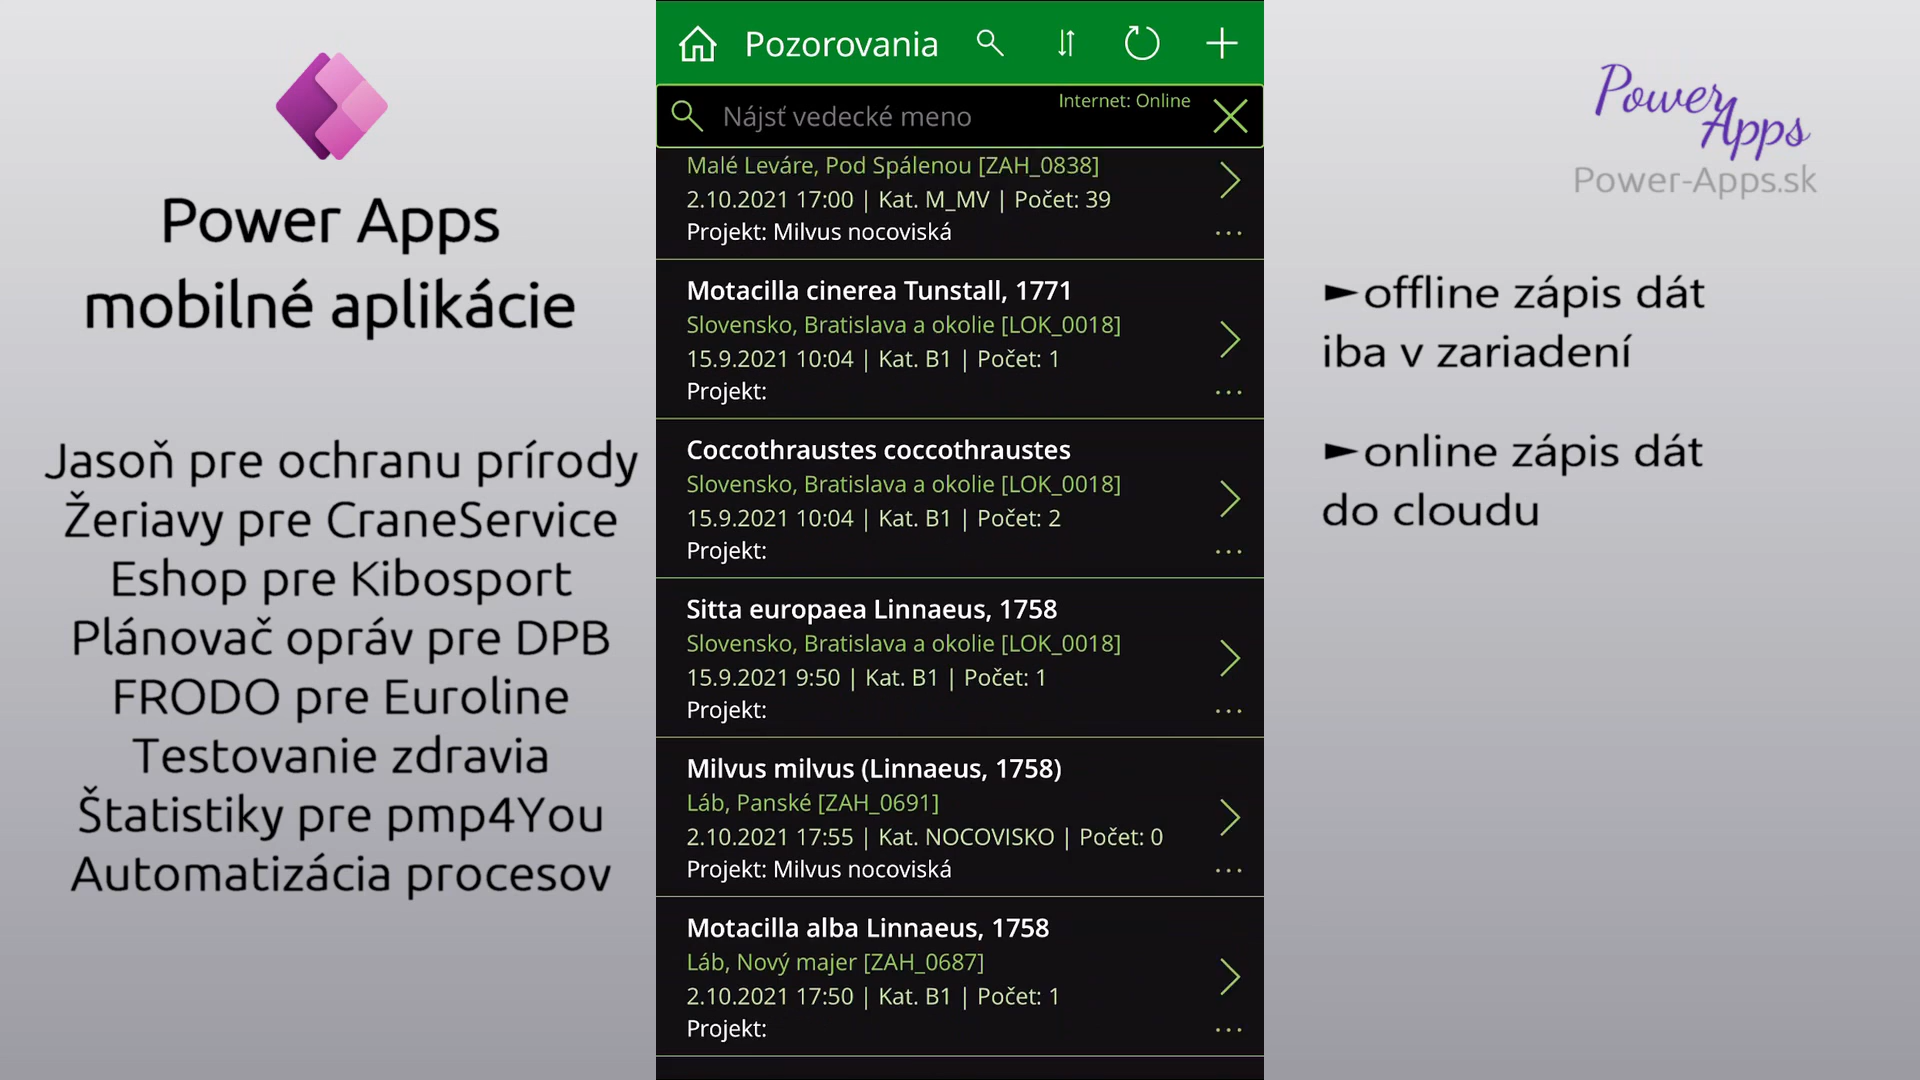 Power Apps
mobilné aplikácie
Jasoň pre ochranu prírody
Žeriavy pre CraneService
Eshop pre Kibosport
Plánovač opráv pre DPB
FRODO pre Euroline
Testovanie zdravia
Štatistiky pre pmp4You
Automatizácia procesov
Pozorovania
Nájsť vedecké meno
Internet: Online
Malé Leváre, Pod Spálenou [ZAH_0838]
2.10.2021 17:00 | Kat. M_MV | Počet: 39
Projekt: Milvus nocoviská
Motacilla cinerea Tunstall, 1771
Slovensko, Bratislava a okolie [LOK_0018]
15.9.2021 10:04 | Kat. B1 | Počet: 1
Projekt:
Coccothraustes coccothraustes
Slovensko, Bratislava a okolie [LOK_0018]
15.9.2021 10:04 | Kat. B1 | Počet: 2
Projekt:
Sitta europaea Linnaeus, 1758
Slovensko, Bratislava a okolie [LOK_0018]
15.9.2021 9:50 | Kat. B1 | Počet: 1
Projekt:
Milvus milvus (Linnaeus, 1758)
Láb, Panské [ZAH_0691]
2.10.2021 17:55 | Kat. NOCOVISKO | Počet: 0
Projekt: Milvus nocoviská
Motacilla alba Linnaeus, 1758
Láb, Nový majer [ZAH_0687]
2.10.2021 17:50 | Kat. B1 | Počet: 1
Projekt:
Power
Apps
Power-Apps.sk
►offline zápis dát
iba v zariadení
►online zápis dát
do cloudu